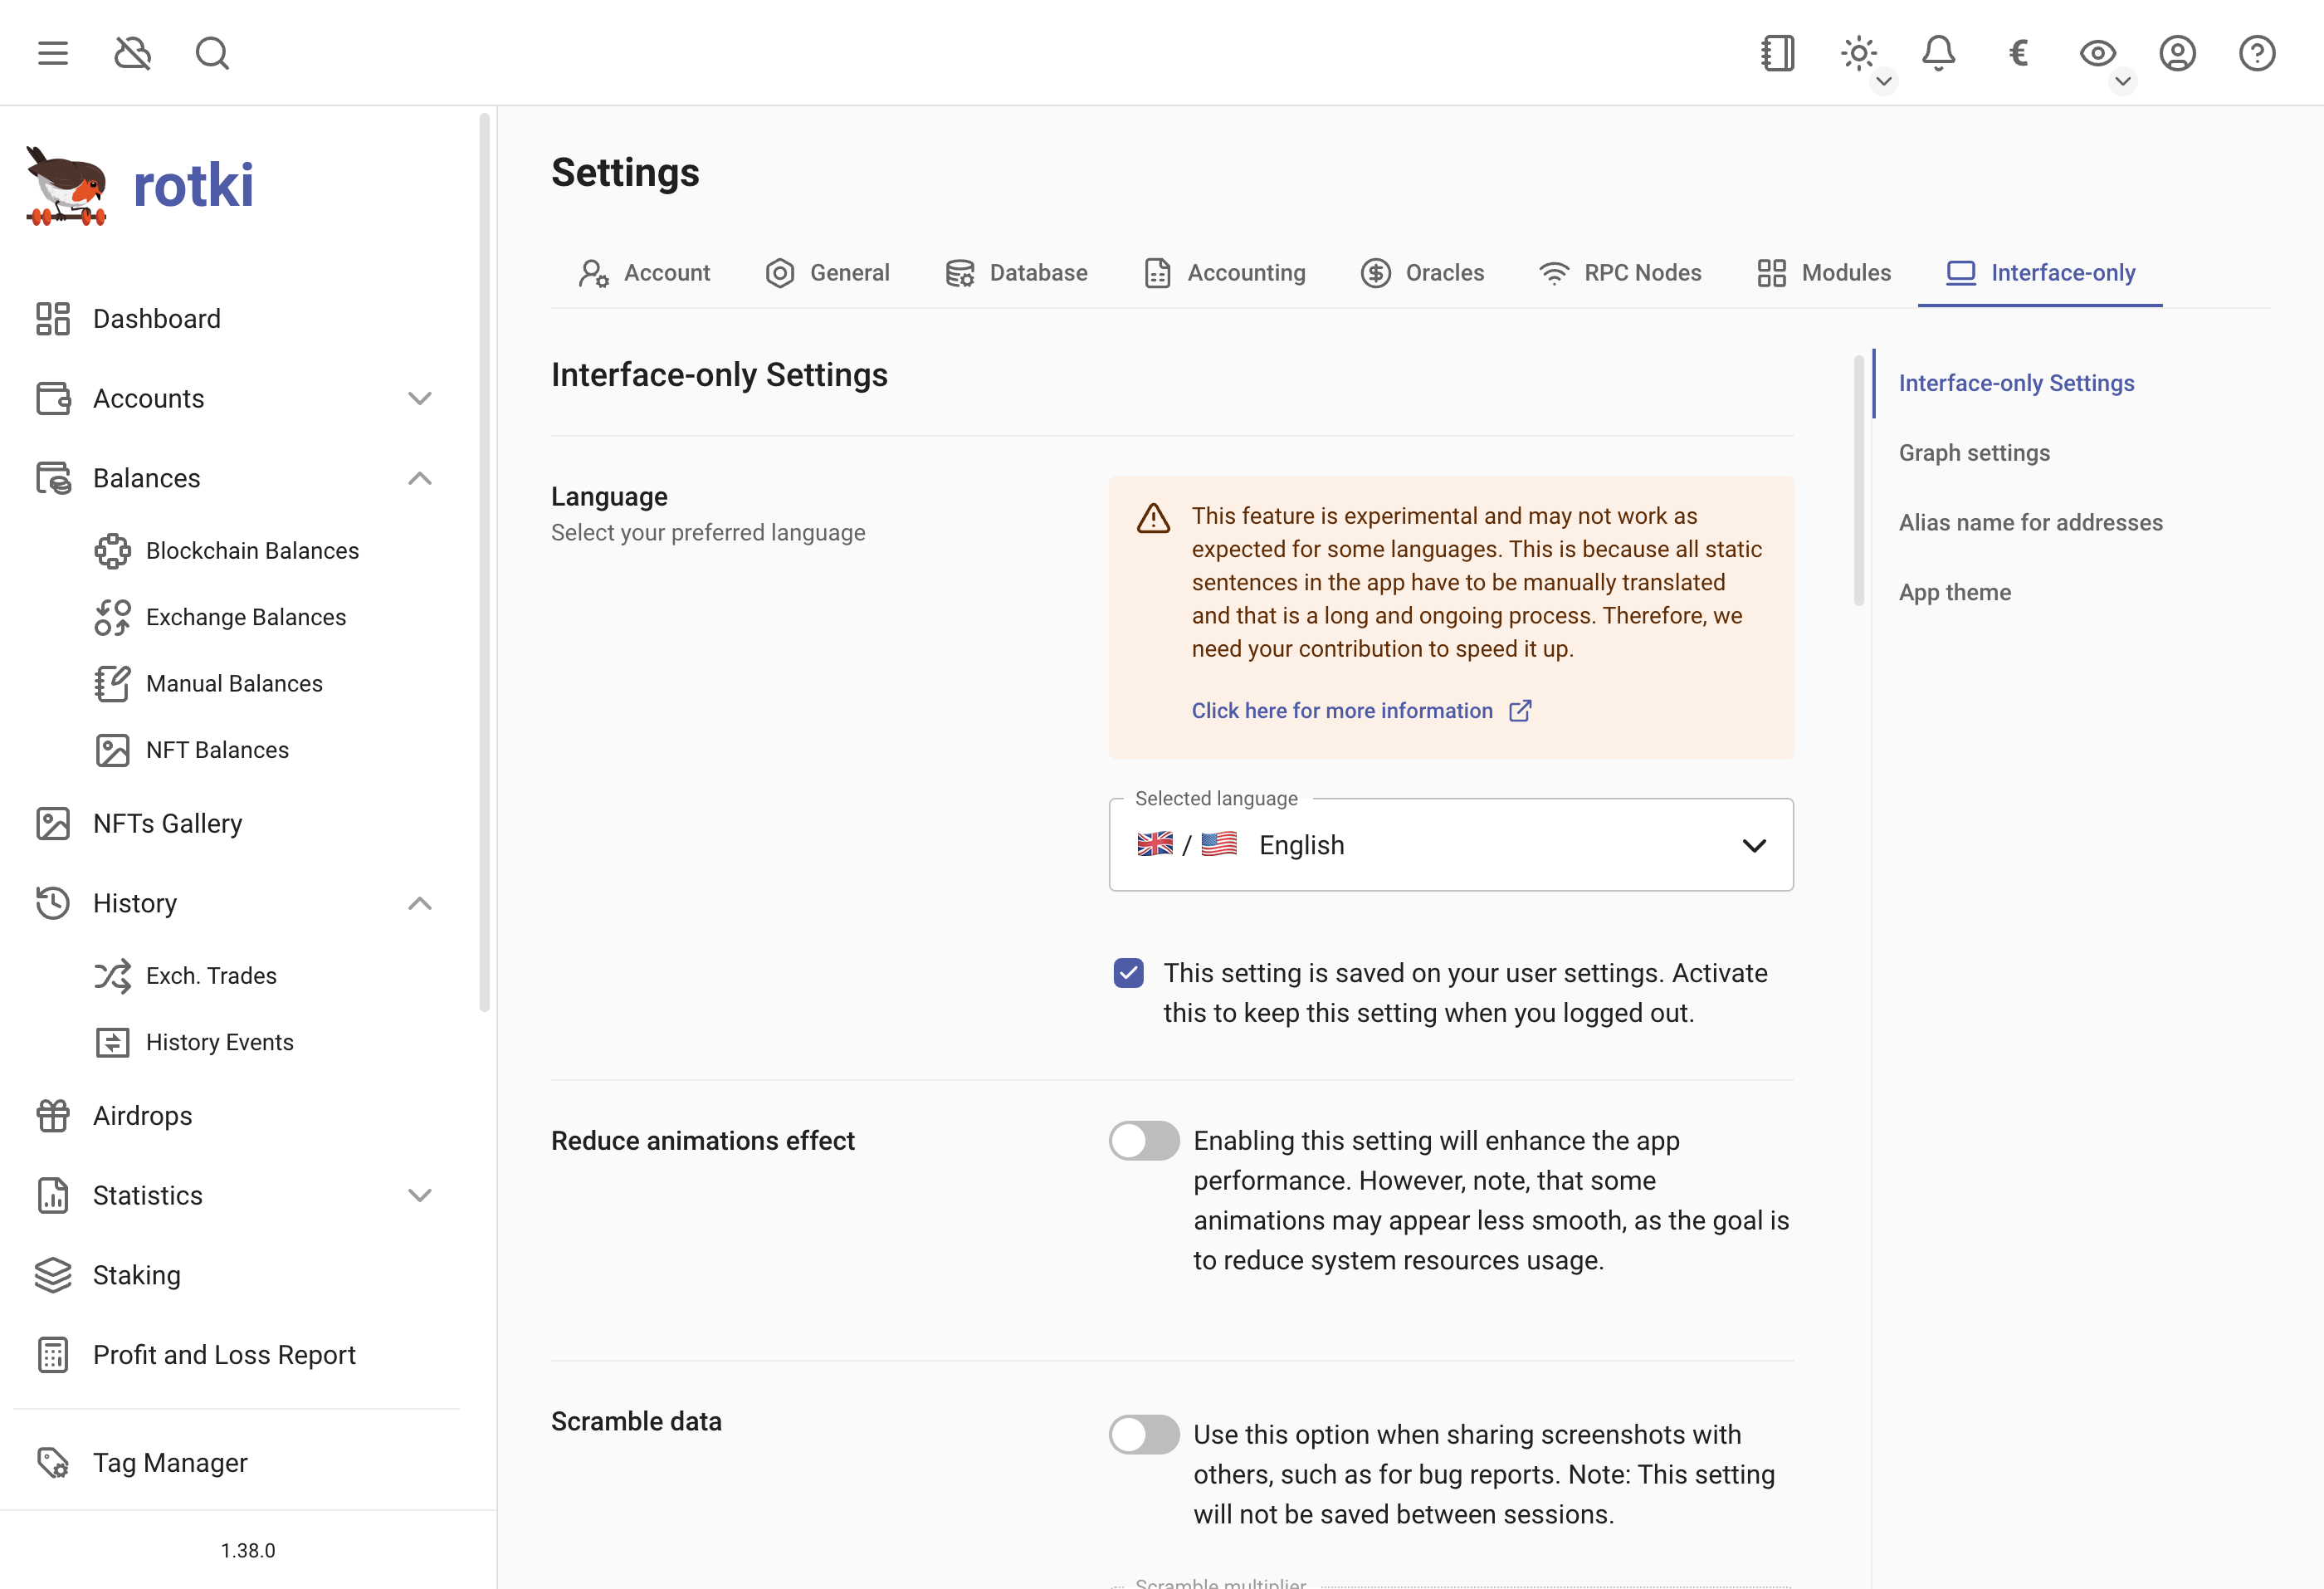 rotki
Dashboard
Accounts
Balances
Blockchain Balances
Exchange Balances
Manual Balances
NFT Balances
NFTs Gallery
History
Exch. Trades
History Events
Airdrops
Statistics
Staking
Profit and Loss Report
Tag Manager
1.38.0
€
Settings
Account
General
Database
Accounting
Oracles
RPC Nodes
Modules
Interface-only
Interface-only Settings
Language
Select your preferred language
This feature is experimental and may not work as
expected for some languages. This is because all static
sentences in the app have to be manually translated
and that is a long and ongoing process. Therefore, we
need your contribution to speed it up.
Click here for more information
Selected language
🇬🇧 / 🇺🇸 English
This setting is saved on your user settings. Activate
this to keep this setting when you logged out.
Reduce animations effect
Enabling this setting will enhance the app
performance. However, note, that some
animations may appear less smooth, as the goal is
to reduce system resources usage.
Scramble data
Use this option when sharing screenshots with
others, such as for bug reports. Note: This setting
will not be saved between sessions.
Scramble multiplier
Interface-only Settings
Graph settings
Alias name for addresses
App theme